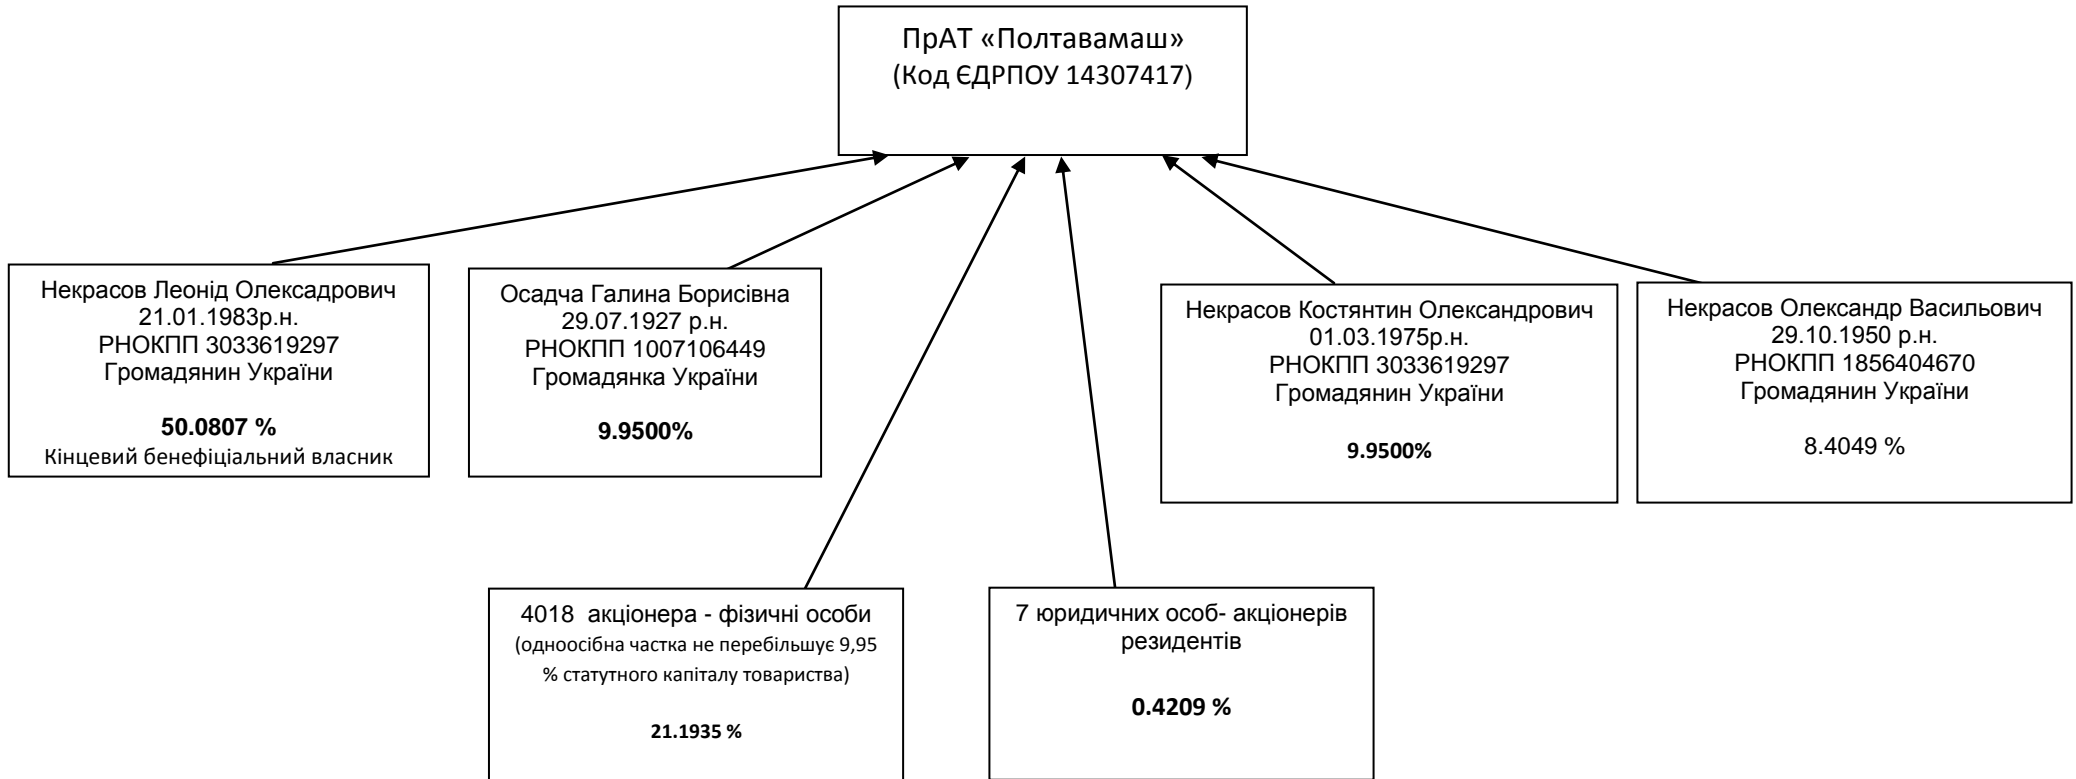 ПрАТ «Полтавамаш»
(Код ЄДРПОУ 14307417)
Некрасов Леонід Олексадрович
21.01.1983р.н.
РНОКПП 3033619297
Громадянин України
50.0807 %
Кінцевий бенефіціальний власник
Осадча Галина Борисівна
29.07.1927 р.н.
РНОКПП 1007106449
Громадянка України
9.9500%
Некрасов Костянтин Олександрович
01.03.1975р.н.
РНОКПП 3033619297
Громадянин України
9.9500%
Некрасов Олександр Васильович
29.10.1950 р.н.
РНОКПП 1856404670
Громадянин України
8.4049 %
4018 акціонера - фізичні особи
(одноосібна частка не перебільшує 9,95
% статутного капіталу товариства)
21.1935 %
7 юридичних особ- акціонерів
резидентів
0.4209 %